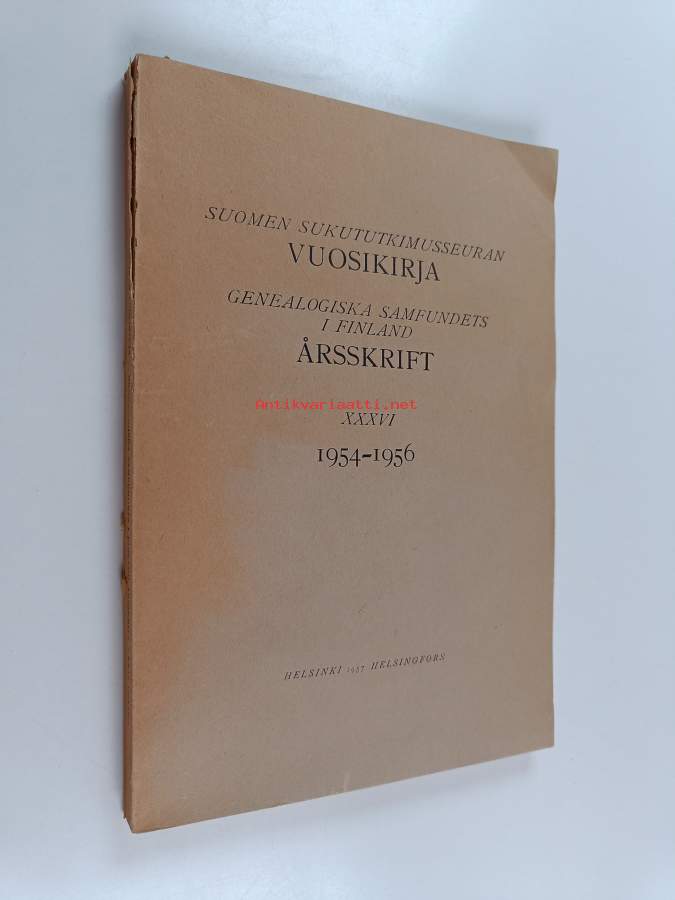 SUOMEN SUKUTUTKIMUSSEURAN
VUOSIKIRJA
GENEALOGISKA SAMFUNDETS
I FINLAND
ÅRSSKRIFT
Antikvariaatti.net
XXXVI
1954-1956
HELSINKI 1957 HELSINGFORS